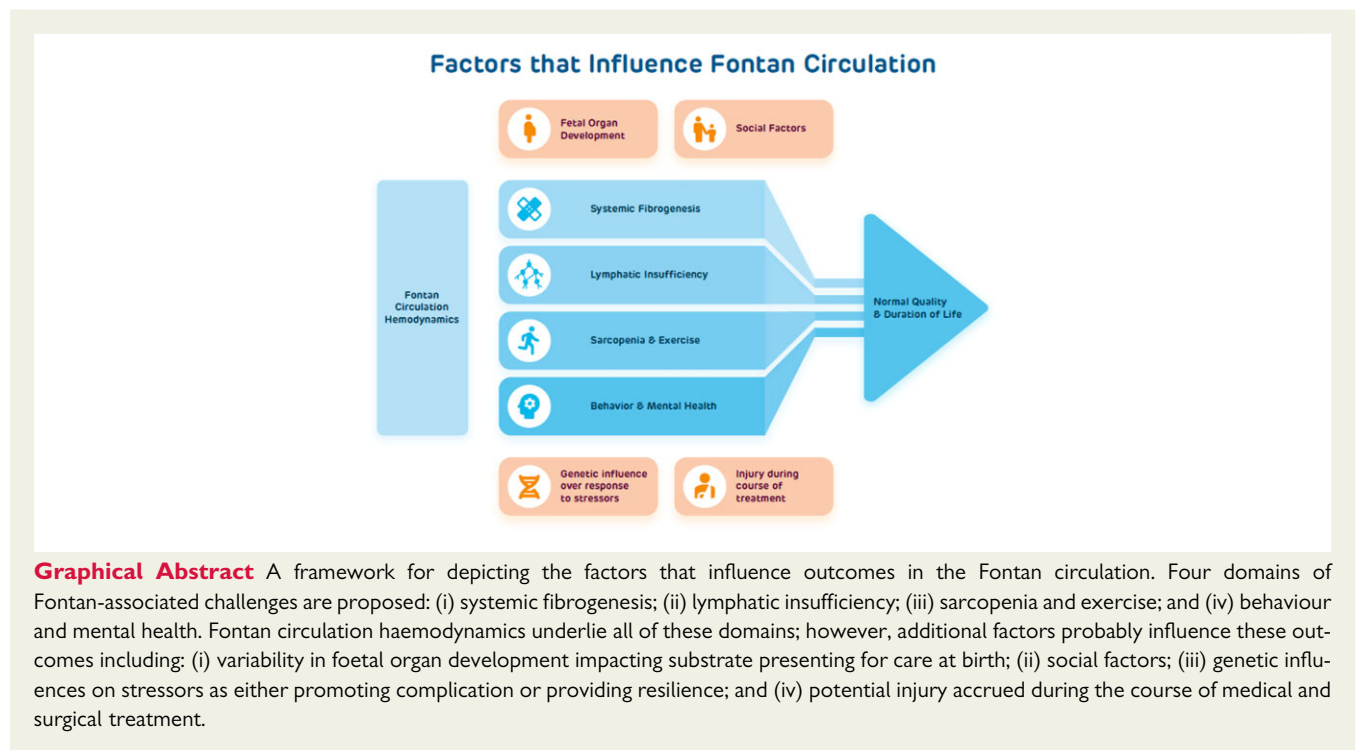 Factors that Influence Fontan Circulation
Fetal Organ
Development
Social Factors
Fontan
Circulation
Hemodynamics
Systemic Fibrogenesis
Lymphatic Insufficiency
Sarcopenia & Exercise
Behavior & Mental Health
Normal Quality
& Duration of Life
Genetic influence
over response
to stressors
Injury during
course of
treatment
Graphical Abstract A framework for depicting the factors that influence outcomes in the Fontan circulation. Four domains of
Fontan-associated challenges are proposed: (i) systemic fibrogenesis; (ii) lymphatic insufficiency; (iii) sarcopenia and exercise; and (iv) behaviour
and mental health. Fontan circulation haemodynamics underlie all of these domains; however, additional factors probably influence these out-
comes including: (i) variability in foetal organ development impacting substrate presenting for care at birth; (ii) social factors; (iii) genetic influ-
ences on stressors as either promoting complication or providing resilience; and (iv) potential injury accrued during the course of medical and
surgical treatment.